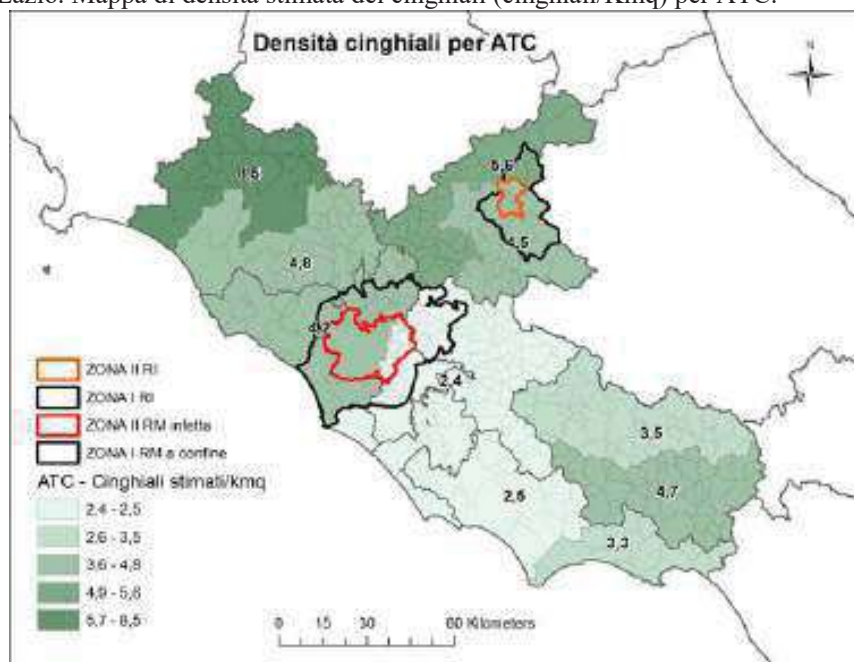 Lazio. Mappa di densità stimata dei cinghiali (cinghiali/Kmq) per ATC.
Densità cinghiali per ATC
N
5,6
4,5
4,8
4,2
2,4
3,5
4,7
2,5
3,3
ZONA II RI
ZONA I RI
ZONA II RM infetta
ZONA I RM a confine
ATC - Cinghiali stimati/kmq
2,4 - 2,5
2,6 - 3,5
3,6 - 4,8
4,9 - 5,6
5,7 - 8,5
0 15 30 60 Kilometers